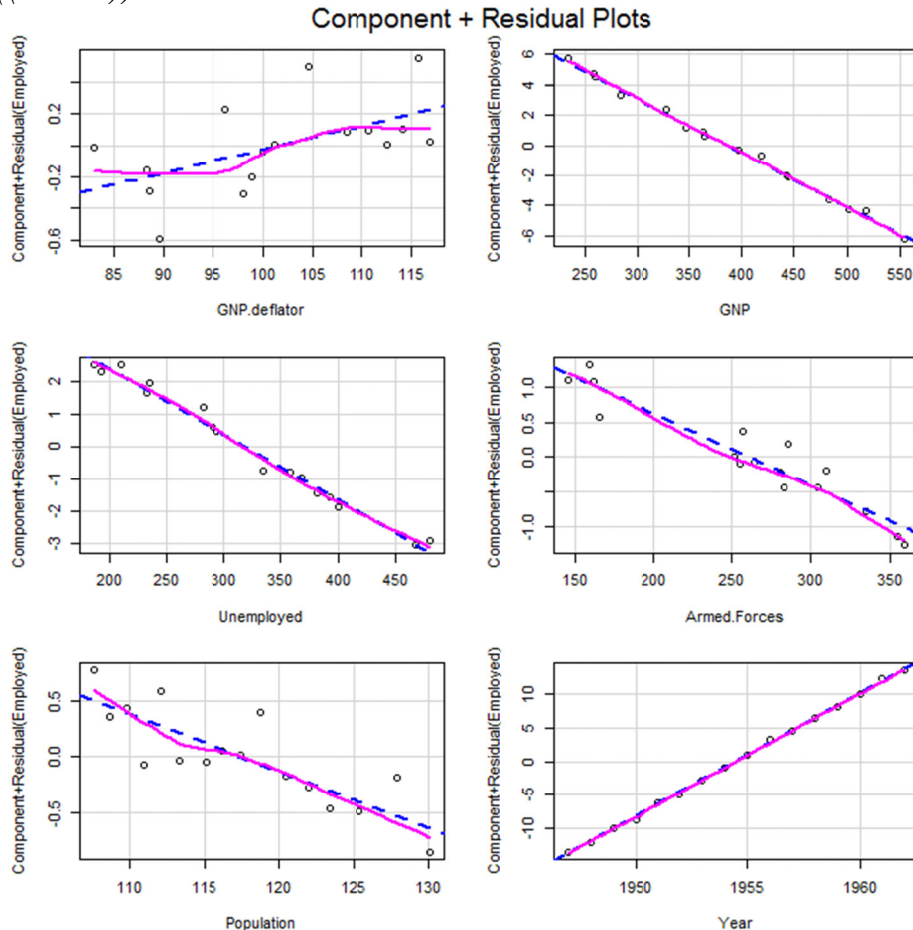 Component + Residual Plots
Component+Residual(Employed)
0.2
-0.2
-0.6
85 90 95 100 105 110 115
GNP.deflator
Component+Residual(Employed)
6
4
2
0
-2
-4
-6
250 300 350 400 450 500 550
GNP
Component+Residual(Employed)
2
1
0
-1
-2
-3
200 250 300 350 400 450
Unemployed
Component+Residual(Employed)
1.0
0.5
0.0
-1.0
150 200 250 300 350
Armed.Forces
Component+Residual(Employed)
0.5
0.0
-0.5
110 115 120 125 130
Population
Component+Residual(Employed)
10
5
0
-5
-10
1950 1955 1960
Year